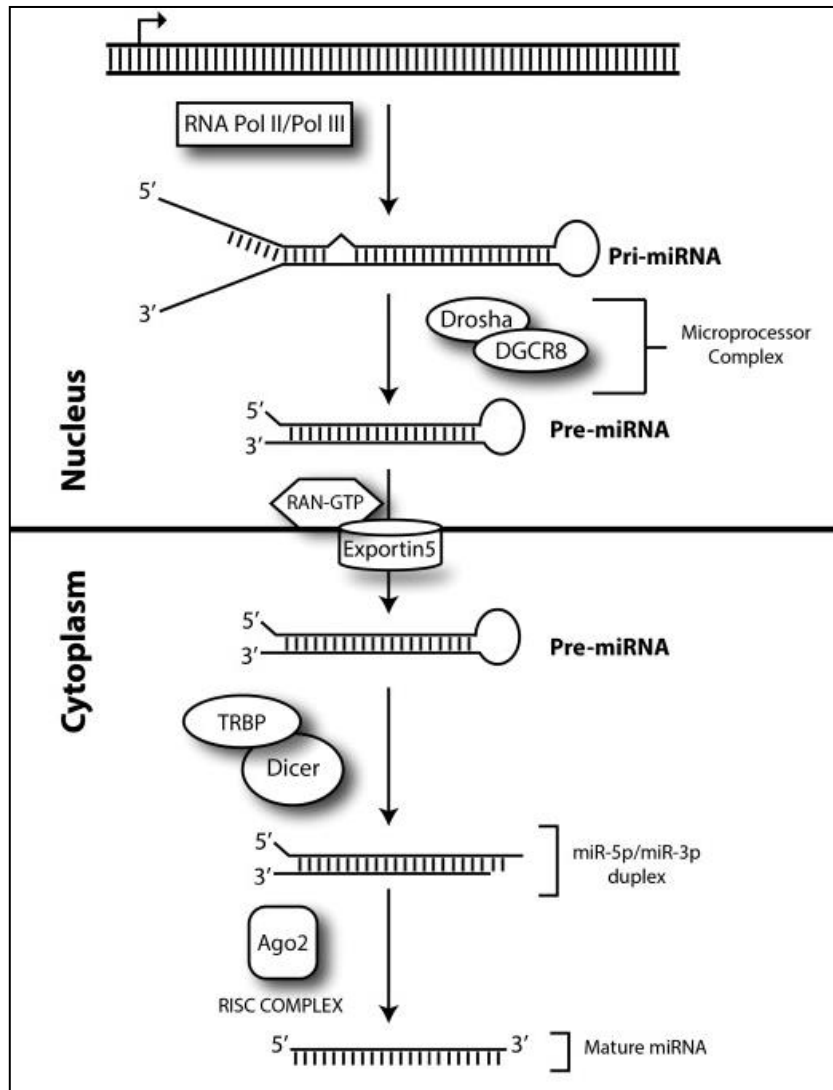 RNA Pol II/Pol III
5′
Pri-miRNA
3′
Drosha
DGCR8
Microprocessor
Complex
Nucleus
5′
3′
Pre-miRNA
RAN-GTP
Exportin5
Cytoplasm
5′
3′
Pre-miRNA
TRBP
Dicer
5′
3′
miR-5p/miR-3p
duplex
Ago2
RISC COMPLEX
5′ 3′
Mature miRNA